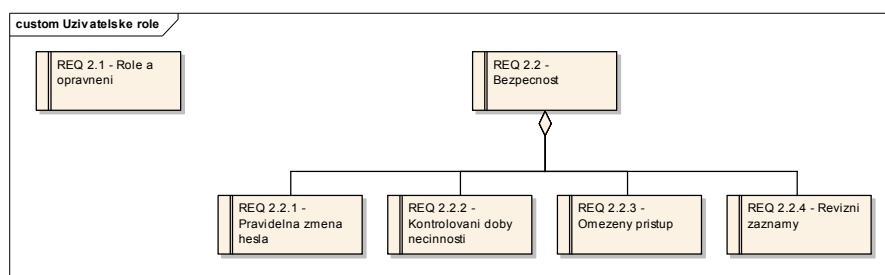 custom Uzivatelske role
REQ 2.1 - Role a
opravneni
REQ 2.2 -
Bezpecnost
REQ 2.2.1 -
Pravidelna zmena
hesla
REQ 2.2.2 -
Kontrolovani doby
necinnosti
REQ 2.2.3 -
Omezeny pristup
REQ 2.2.4 - Revizni
zaznamy